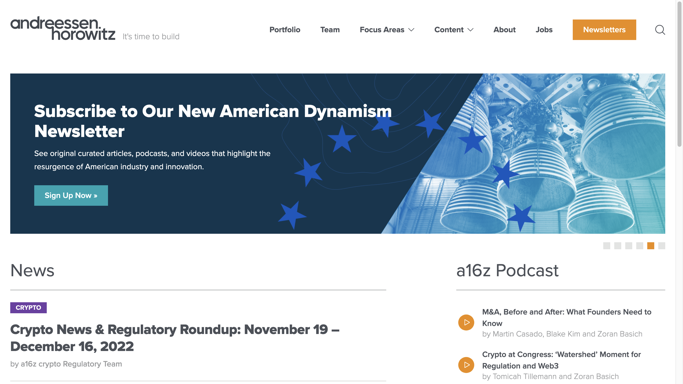 andreessen.
horowitz
It's time to build
Portfolio
Team
Focus Areas
Content
About
Jobs
Newsletters
Subscribe to Our New American Dynamism
Newsletter
See original curated articles, podcasts, and videos that highlight the
resurgence of American industry and innovation.
Sign Up Now »
News
CRYPTO
Crypto News & Regulatory Roundup: November 19 –
December 16, 2022
by a16z crypto Regulatory Team
a16z Podcast
M&A, Before and After: What Founders Need to
Know
by Martin Casado, Blake Kim and Zoran Basich
Crypto at Congress: ‘Watershed’ Moment for
Regulation and Web3
by Tomicah Tillemann and Zoran Basich